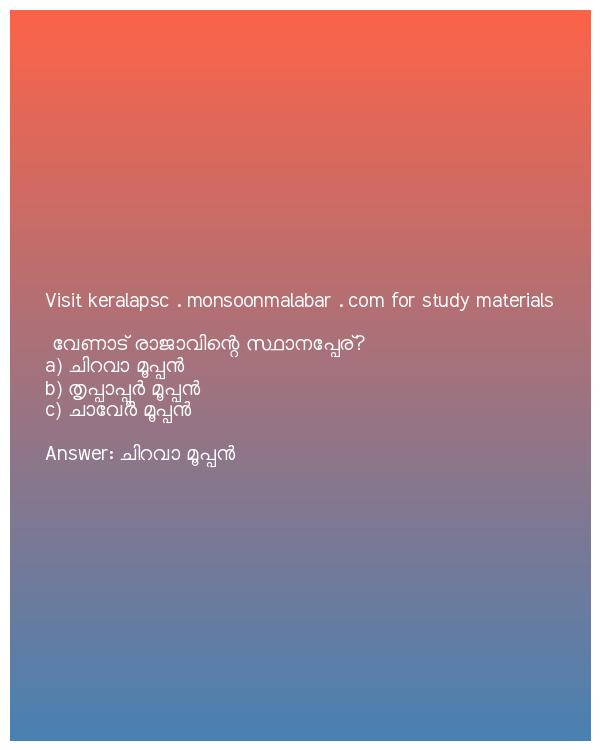 Visit keralapsc . monsoonmalabar . com for study materials
വേണാട് രാജാവിന്റെ സ്ഥാനപ്പേര്?
a) ചിറവാ മൂപ്പൻ
b) തൃപ്പാപ്പൂർ മൂപ്പൻ
c) ചാവേർ മൂപ്പൻ
Answer: ചിറവാ മൂപ്പൻ